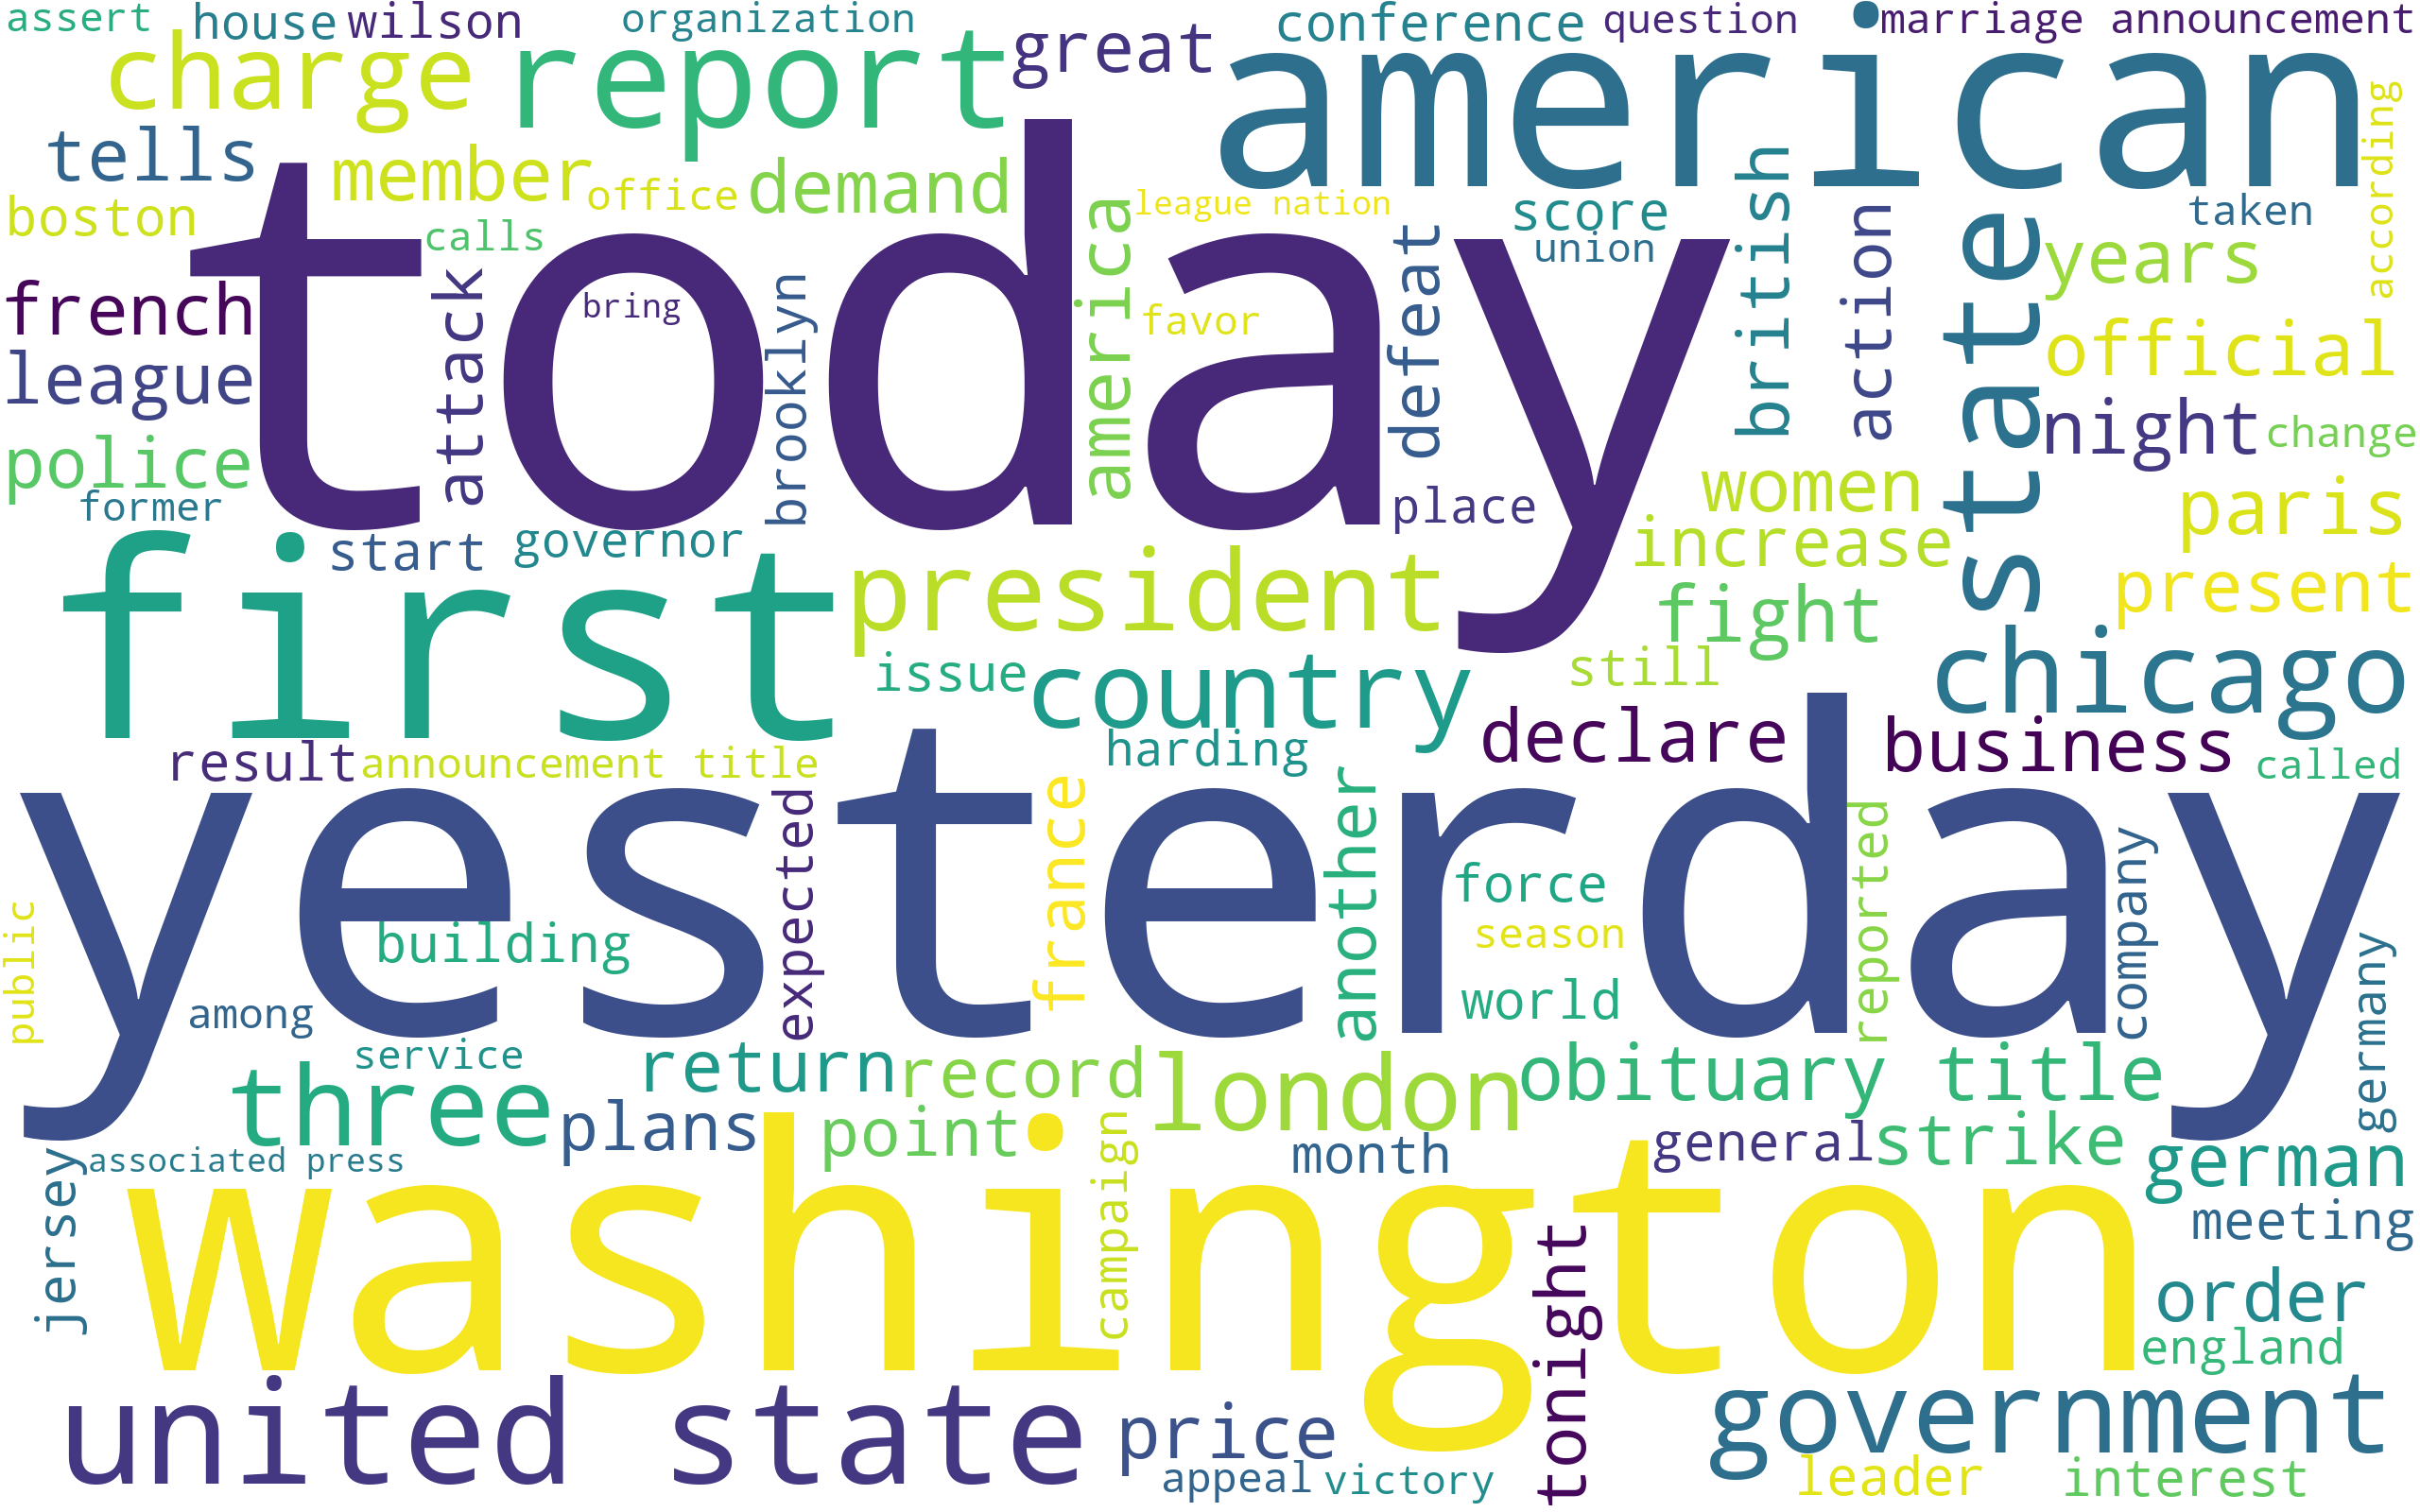 assert
house
wilson
organization
conference
question
marriage announcement
charge
report
great
american
tells
member
office
demand
league nation
score
british
according
boston
calls
america
defeat
union
action
state
taken
years
french
attack
today
bring
brooklyn
favor
official
league
night
change
police
former
place
women
paris
first
start
governor
president
increase
fight
present
issue
country
still
chicago
result
announcement title
harding
declare
business
called
yesterday
expected
france
another
force
reported
company
public
building
season
world
germany
among
service
three
return
record
london
obituary title
plans
point
campaign
month
general
strike
german
jersey
associated press
washington
tonight
meeting
order
england
united state
price
government
appeal
victory
leader
interest